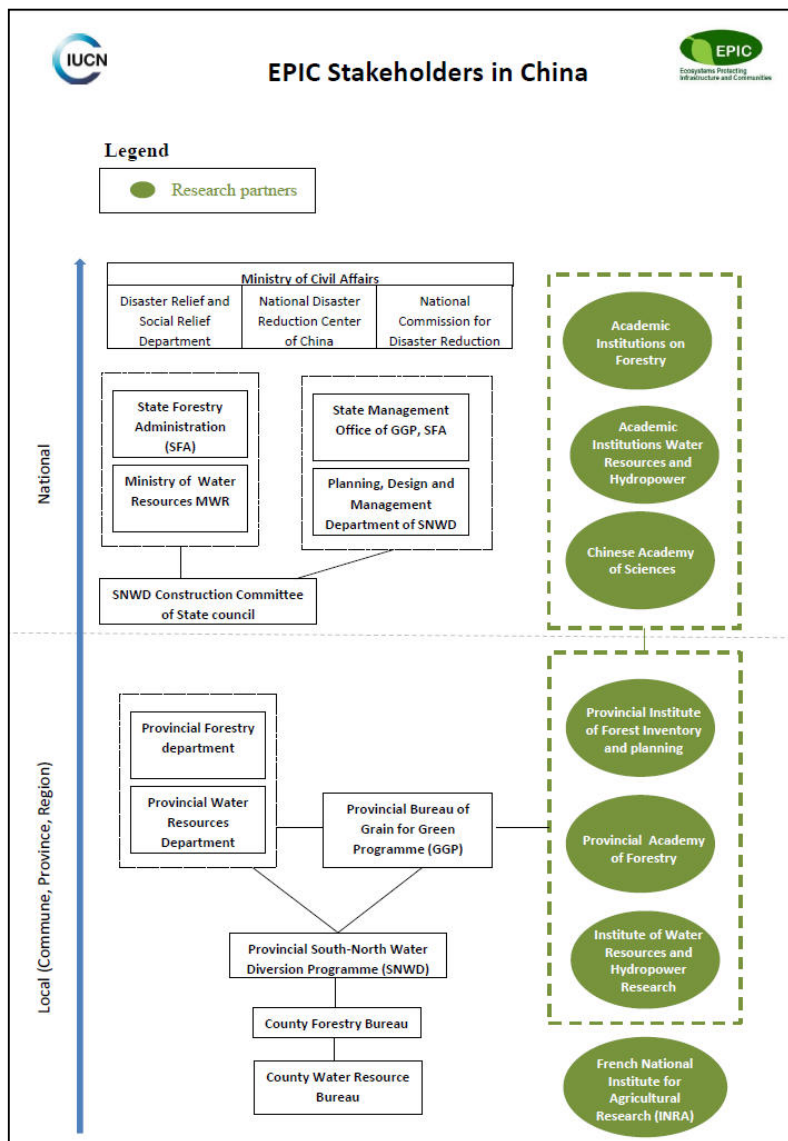 IUCN
EPIC
Ecosystems Protecting
Infrastructure and Communities
EPIC Stakeholders in China
Legend
Research partners
National
Ministry of Civil Affairs
Disaster Relief and
Social Relief
Department
National Disaster
Reduction Center
of China
National
Commission for
Disaster Reduction
State Forestry
Administration
(SFA)
Ministry of Water
Resources MWR
State Management
Office of GGP, SFA
Planning, Design and
Management
Department of SNWD
SNWD Construction Committee
of State council
Academic
Institutions on
Forestry
Academic
Institutions Water
Resources and
Hydropower
Chinese Academy
of Sciences
Local (Commune, Province, Region)
Provincial Forestry
department
Provincial Water
Resources
Department
Provincial Bureau of
Grain for Green
Programme (GGP)
Provincial South-North Water
Diversion Programme (SNWD)
County Forestry Bureau
County Water Resource
Bureau
Provincial Institute
of Forest Inventory
and planning
Provincial Academy
of Forestry
Institute of Water
Resources and
Hydropower
Research
French National
Institute for
Agricultural
Research (INRA)